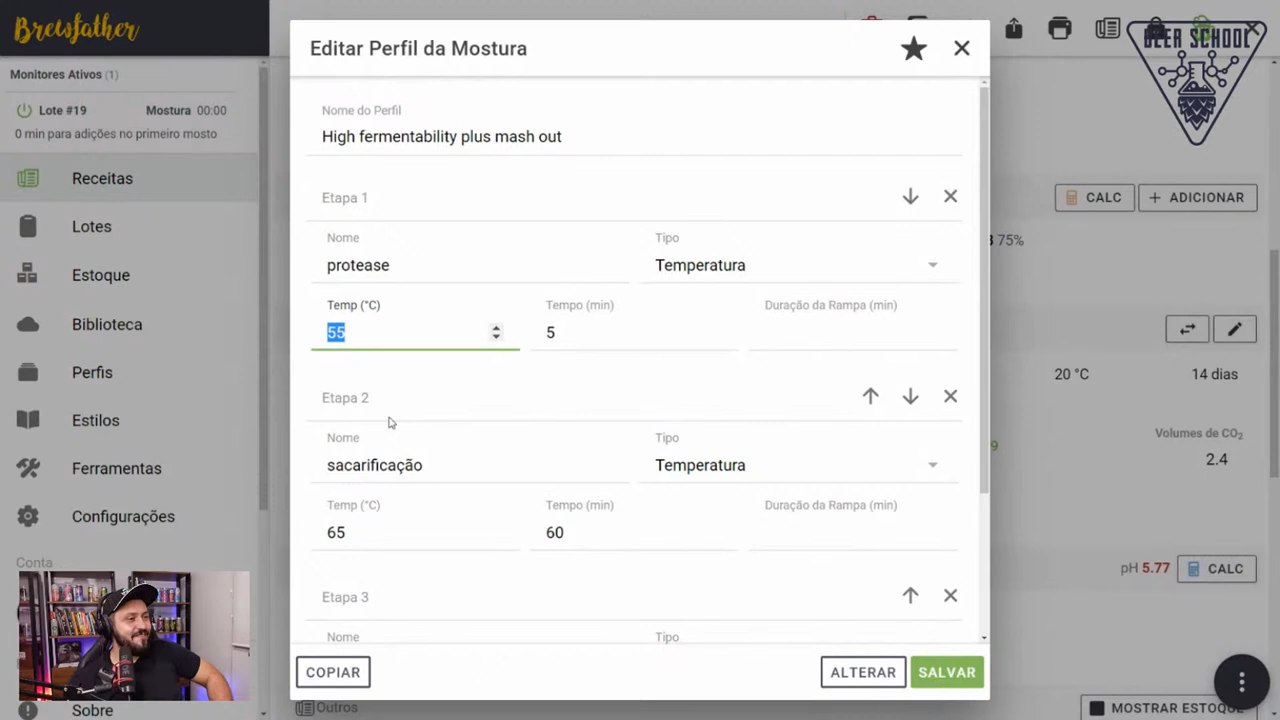 Brewfather
Monitores Ativos (1)
Lote #19
Mostura 00:00
0 min para adições no primeiro mosto
Receitas
Lotes
Estoque
Biblioteca
Perfis
Estilos
Ferramentas
Configurações
Conta
Sobre
Editar Perfil da Mostura
Nome do Perfil
High fermentability plus mash out
Etapa 1
Nome
Tipo
protease
Temperatura
Temp (°C)
Tempo (min)
Duração da Rampa (min)
55
5
Etapa 2
Nome
Tipo
sacarificação
Temperatura
Temp (°C)
Tempo (min)
Duração da Rampa (min)
65
60
Etapa 3
Nome
Tipo
COPIAR
ALTERAR
SALVAR
BEER SCHOOL
CALC
+ ADICIONAR
75%
20 °C
14 dias
Volumes de CO2
2.4
pH 5.77
CALC
Outros
MOSTRAR ESTOQUE